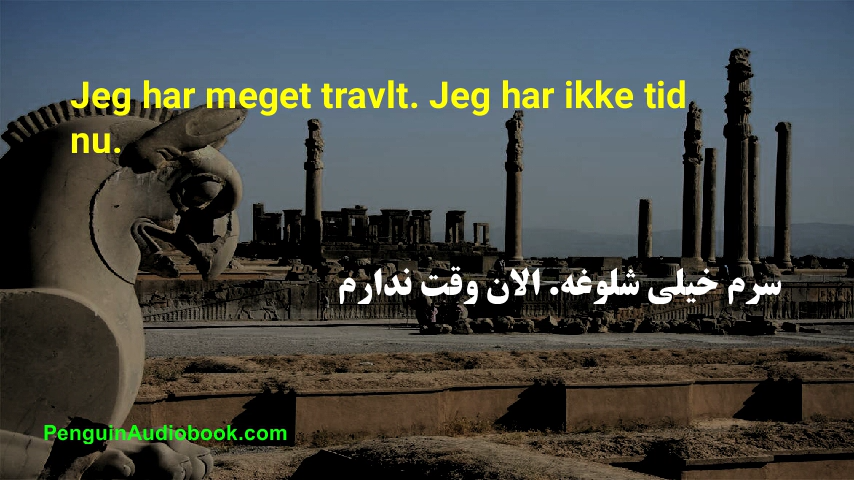 Jeg har meget travlt. Jeg har ikke tid
nu.
سرم خیلی شلوغه. الان وقت ندارم
PenguinAudiobook.com